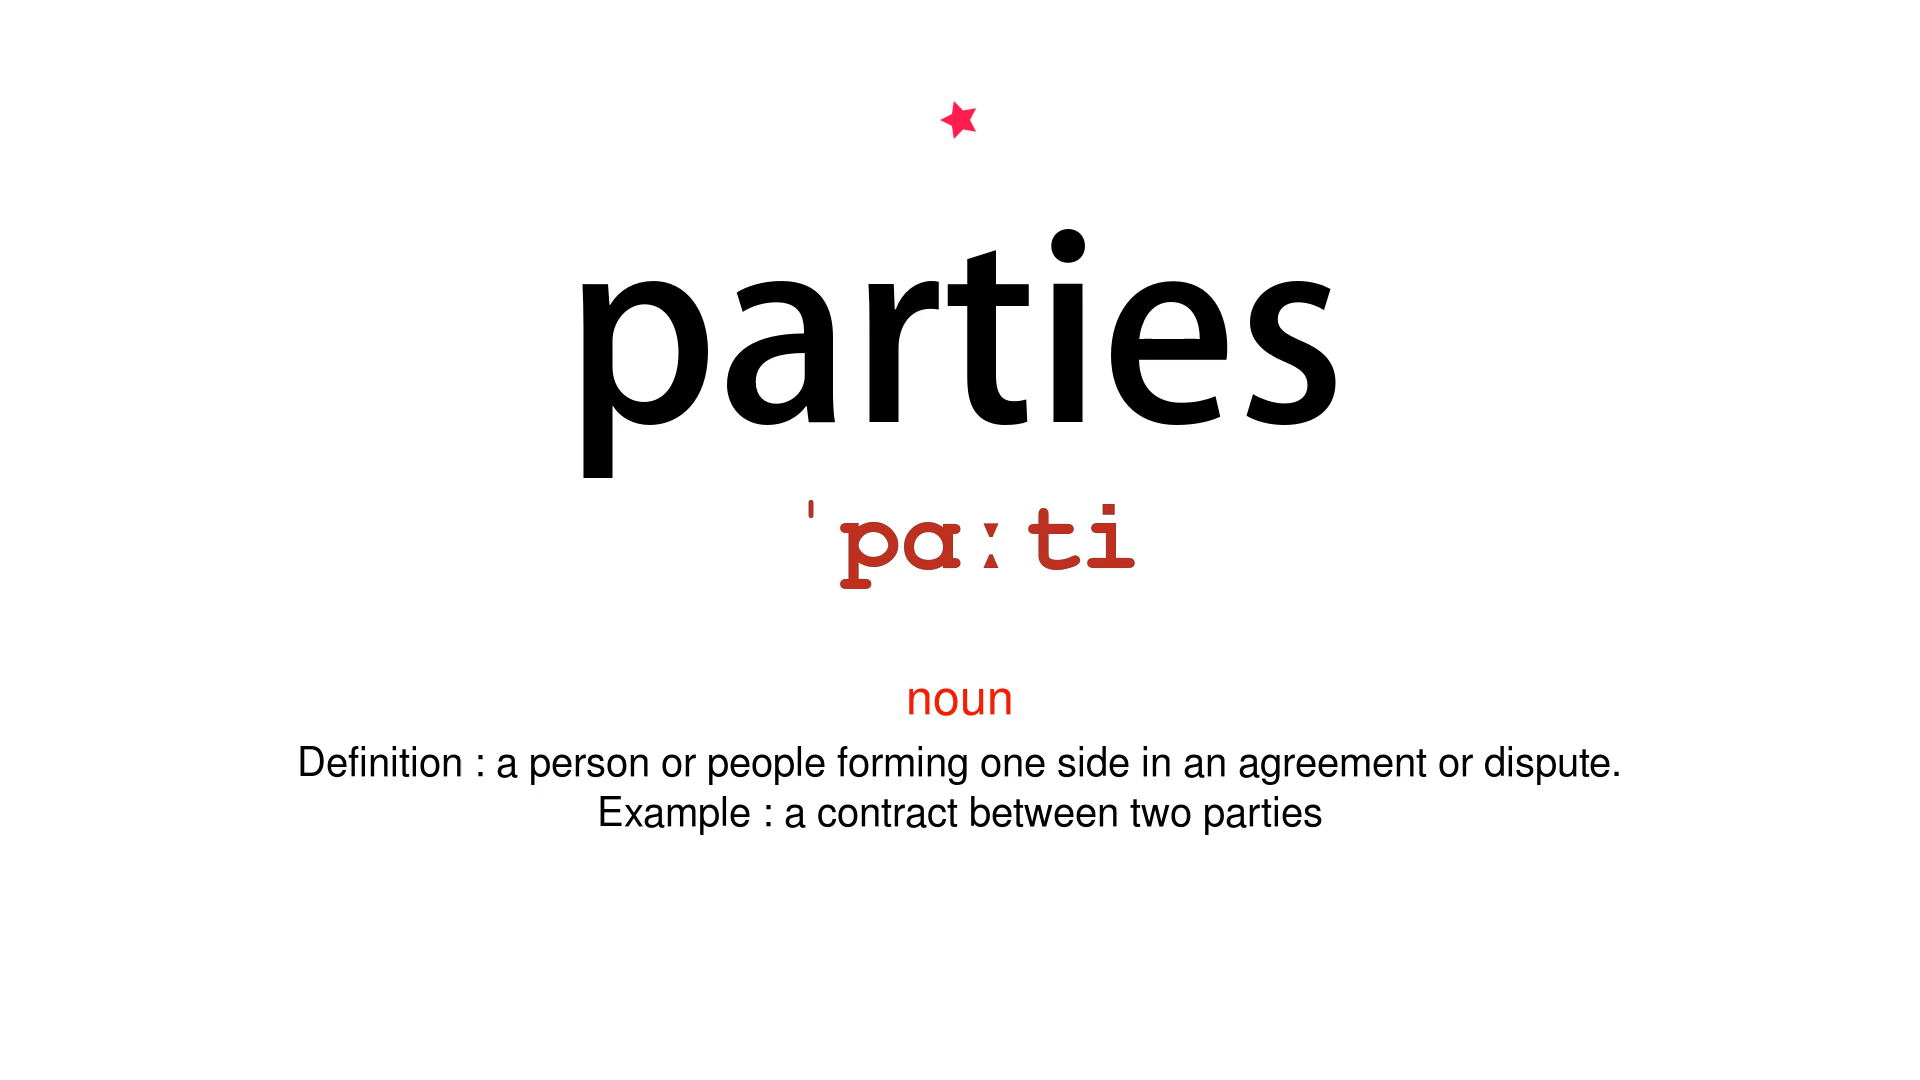 parties
ˈpɑːti
noun
Definition : a person or people forming one side in an agreement or dispute.
Example : a contract between two parties